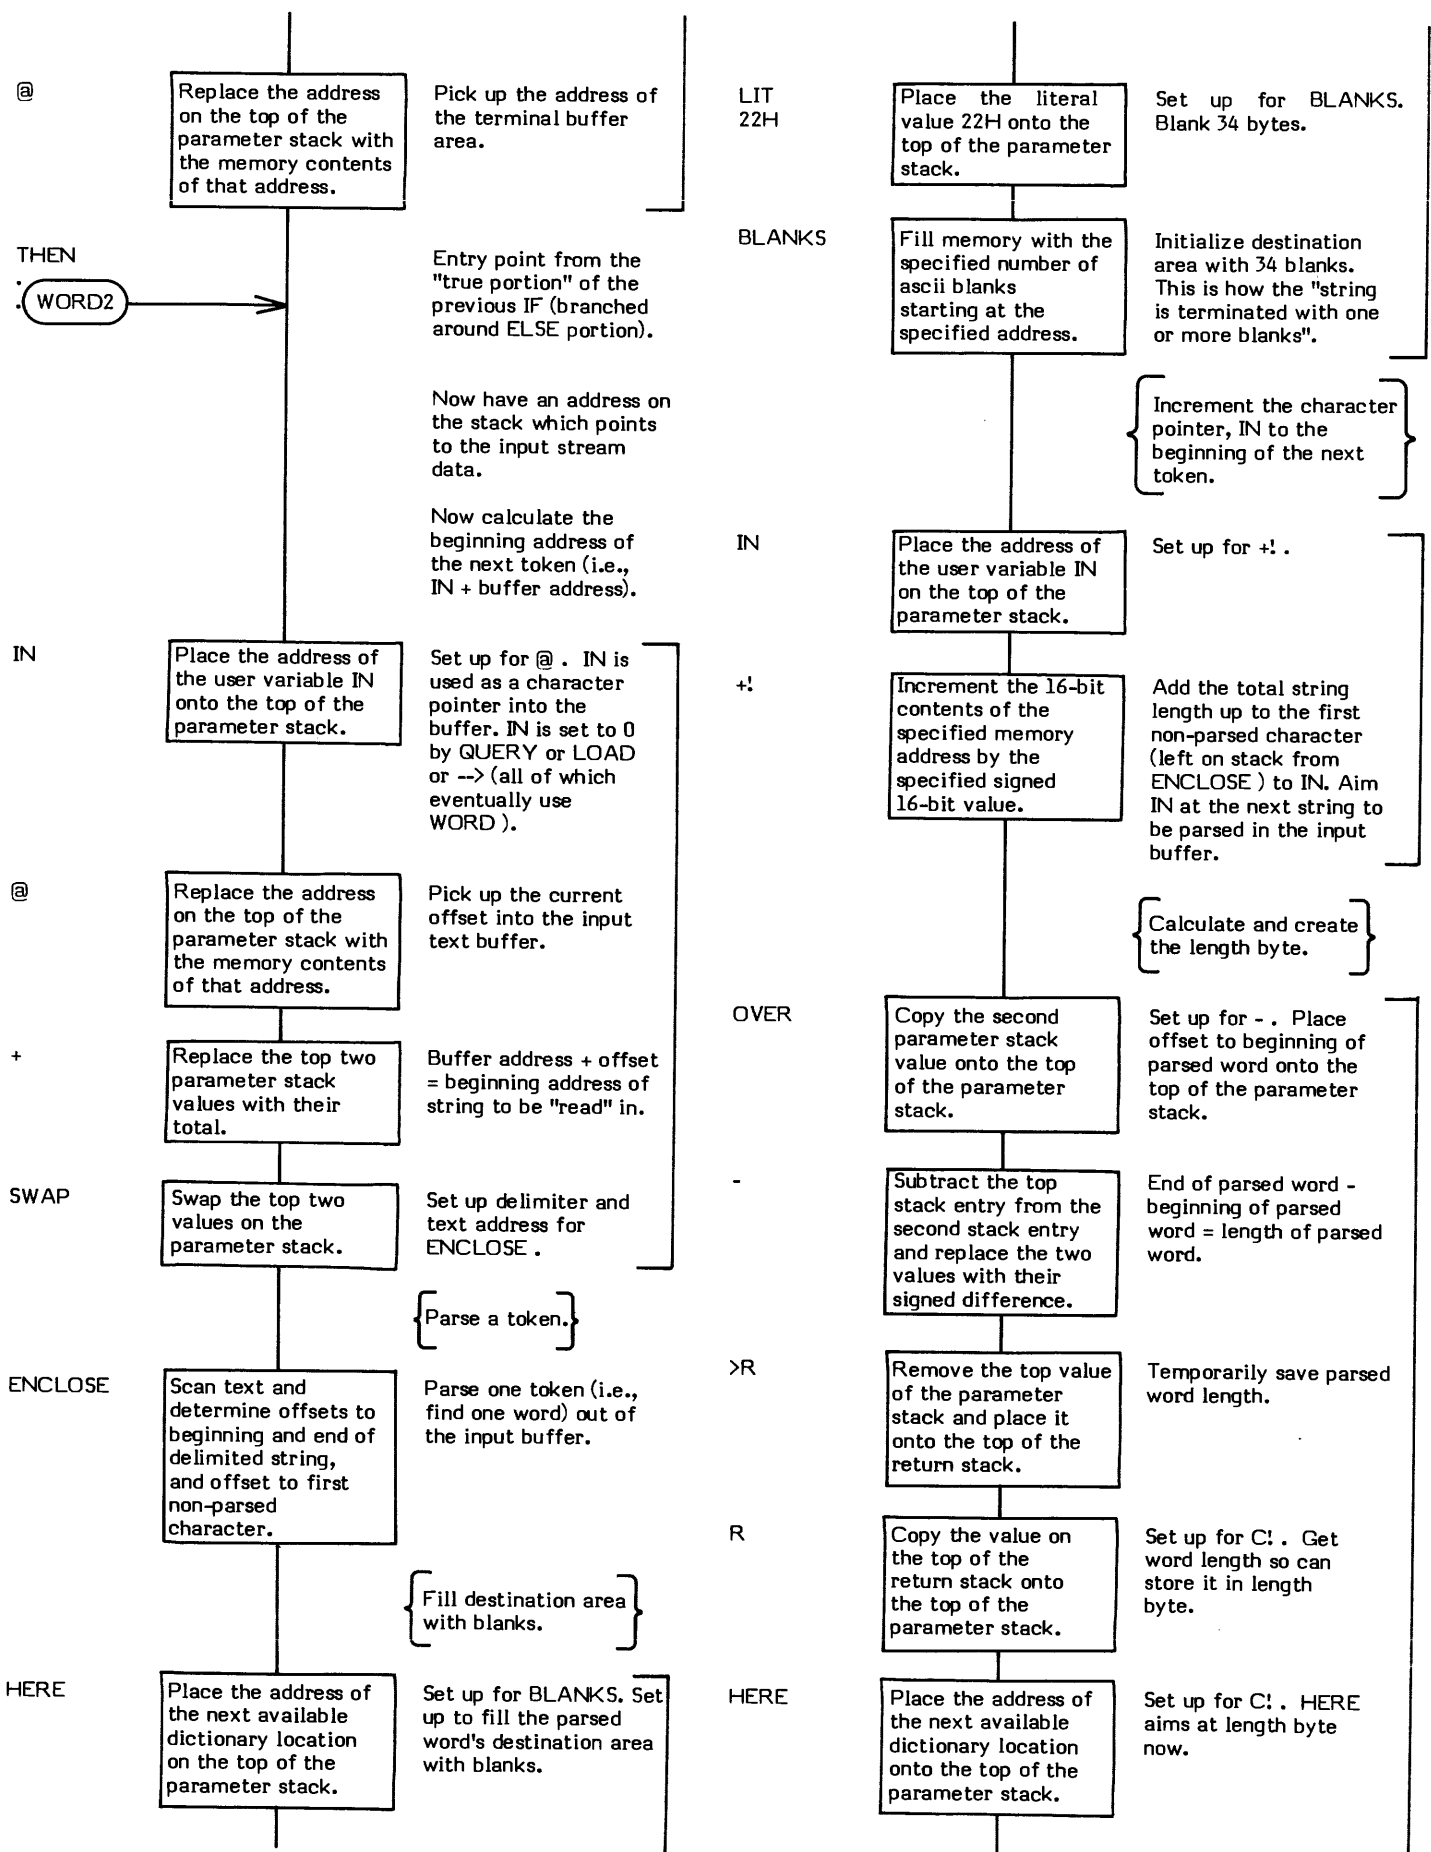 @
Replace the address
on the top of the
parameter stack with
the memory contents
of that address.
Pick up the address of
the terminal buffer
area.
THEN
: WORD2
Entry point from the
"true portion" of the
previous IF (branched
around ELSE portion).
Now have an address on
the stack which points
to the input stream
data.
Now calculate the
beginning address of
the next token (i.e.,
IN + buffer address).
IN
Place the address of
the user variable IN
onto the top of the
parameter stack.
Set up for @ . IN is
used as a character
pointer into the
buffer. IN is set to 0
by QUERY or LOAD
or --> (all of which
eventually use
WORD ).
@
Replace the address
on the top of the
parameter stack with
the memory contents
of that address.
Pick up the current
offset into the input
text buffer.
+
Replace the top two
parameter stack
values with their
total.
Buffer address + offset
= beginning address of
string to be "read" in.
SWAP
Swap the top two
values on the
parameter stack.
Set up delimiter and
text address for
ENCLOSE .
{Parse a token.}
ENCLOSE
Scan text and
determine offsets to
beginning and end of
delimited string,
and offset to first
non-parsed
character.
Parse one token (i.e.,
find one word) out of
the input buffer.
{Fill destination area
with blanks.}
HERE
Place the address of
the next available
dictionary location
on the top of the
parameter stack.
Set up for BLANKS. Set
up to fill the parsed
word's destination area
with blanks.
LIT
22H
Place the literal
value 22H onto the
top of the parameter
stack.
Set up for BLANKS.
Blank 34 bytes.
BLANKS
Fill memory with the
specified number of
ascii blanks
starting at the
specified address.
Initialize destination
area with 34 blanks.
This is how the "string
is terminated with one
or more blanks".
{Increment the character
pointer, IN to the
beginning of the next
token.}
IN
Place the address of
the user variable IN
on the top of the
parameter stack.
Set up for +! .
+!
Increment the 16-bit
contents of the
specified memory
address by the
specified signed
16-bit value.
Add the total string
length up to the first
non-parsed character
(left on stack from
ENCLOSE ) to IN. Aim
IN at the next string to
be parsed in the input
buffer.
{Calculate and create
the length byte.}
OVER
Copy the second
parameter stack
value onto the top
of the parameter
stack.
Set up for - . Place
offset to beginning of
parsed word onto the
top of the parameter
stack.
-
Subtract the top
stack entry from the
second stack entry
and replace the two
values with their
signed difference.
End of parsed word -
beginning of parsed
word = length of parsed
word.
>R
Remove the top value
of the parameter
stack and place it
onto the top of the
return stack.
Temporarily save parsed
word length.
R
Copy the value on
the top of the
return stack onto
the top of the
parameter stack.
Set up for C! . Get
word length so can
store it in length
byte.
HERE
Place the address of
the next available
dictionary location
onto the top of the
parameter stack.
Set up for C! . HERE
aims at length byte
now.